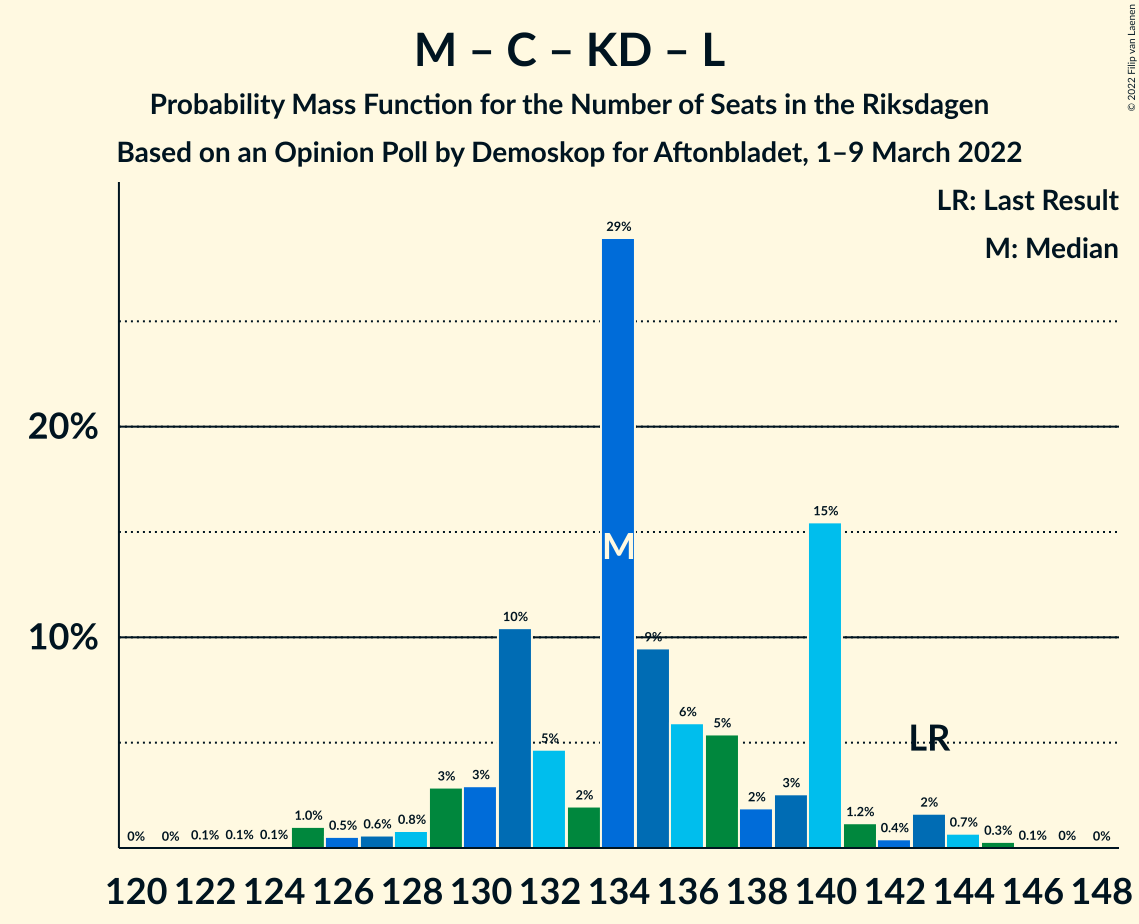 M – C – KD – L
Probability Mass Function for the Number of Seats in the Riksdagen
Based on an Opinion Poll by Demoskop for Aftonbladet, 1–9 March 2022
© 2022 Filip van Laenen
LR: Last Result
M: Median
20%
10%
0% 0% 0.1% 0.1% 0.1% 1.0% 0.5% 0.6% 0.8% 3% 3% 10% 5% 2% 29% 9% 6% 5% 2% 3% 15% 1.2% 0.4% 2% 0.7% 0.3% 0.1% 0% 0%
M
LR
120 122 124 126 128 130 132 134 136 138 140 142 144 146 148